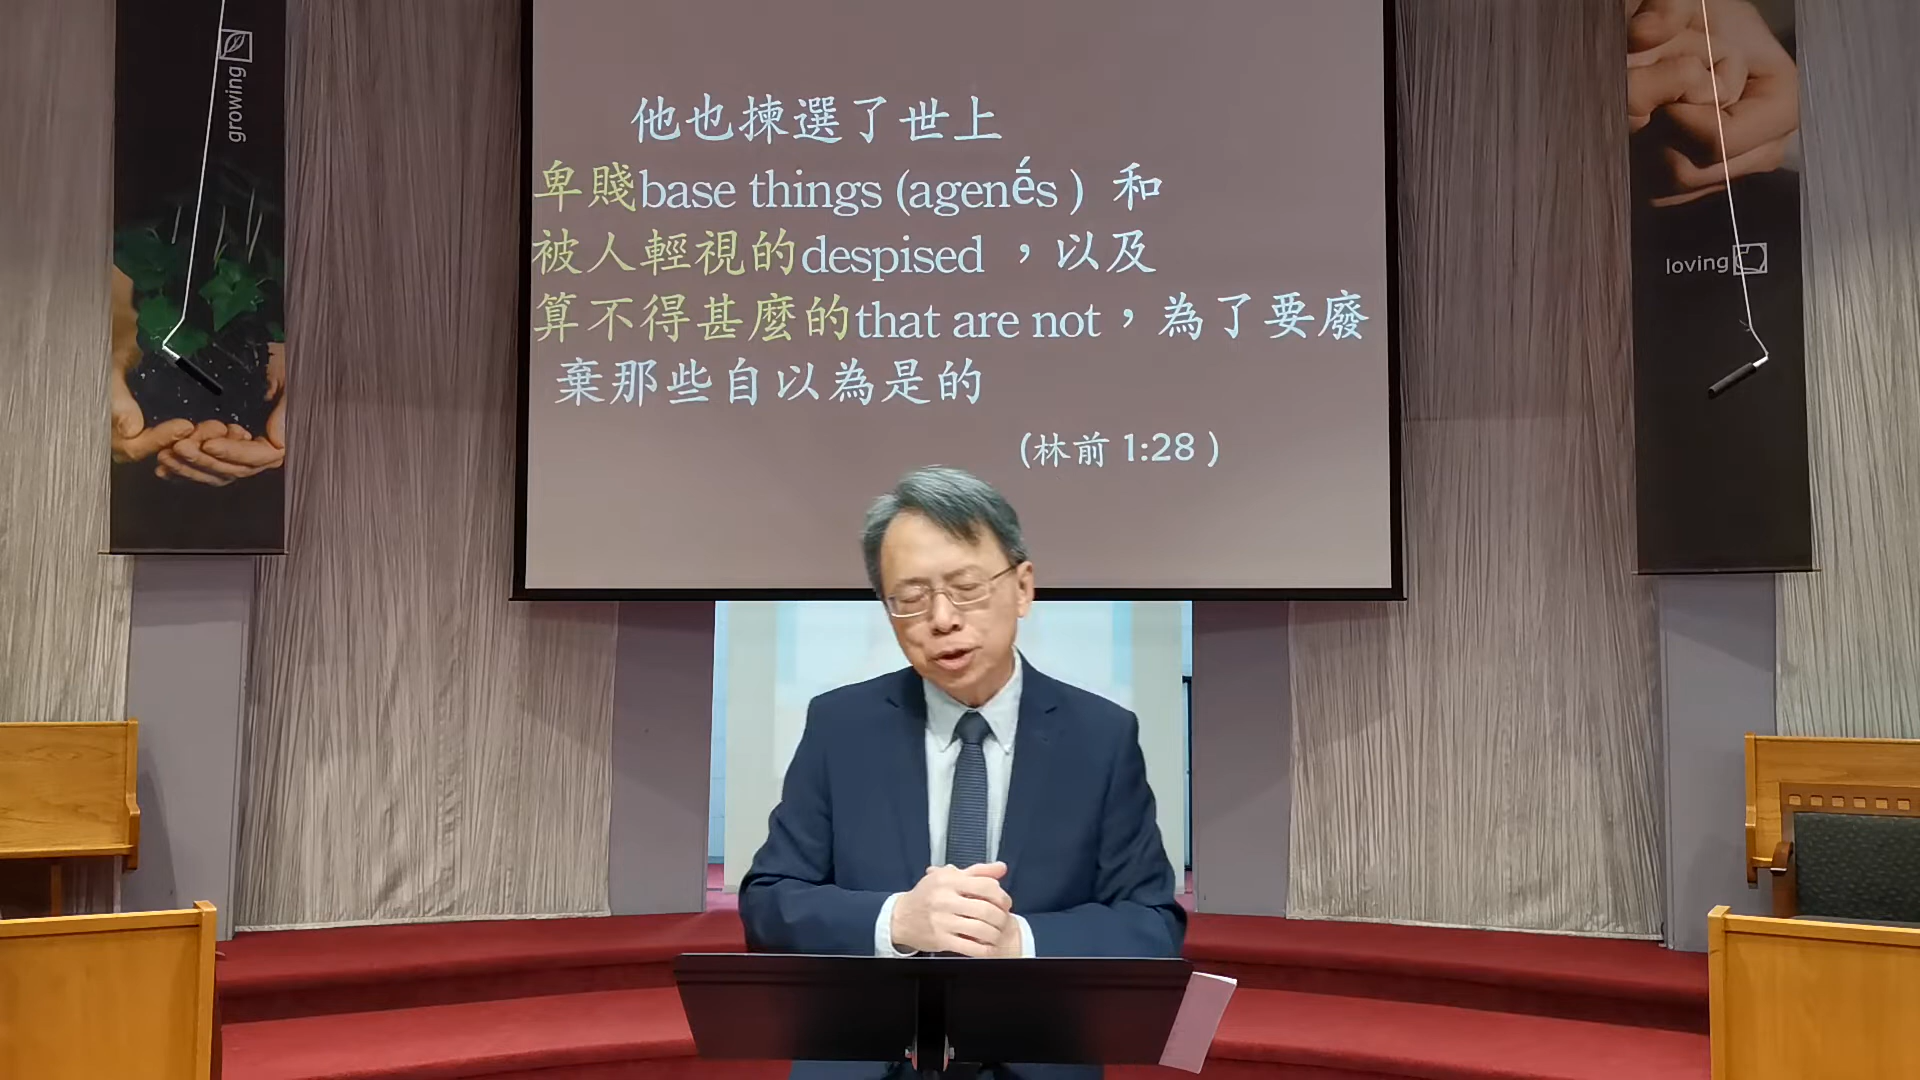 growing
他也揀選了世上
卑賤base things (agenḗs ) 和
被人輕視的despised ，以及
算不得甚麼的that are not，為了要廢
棄那些自以為是的
(林前 1:28 )
loving